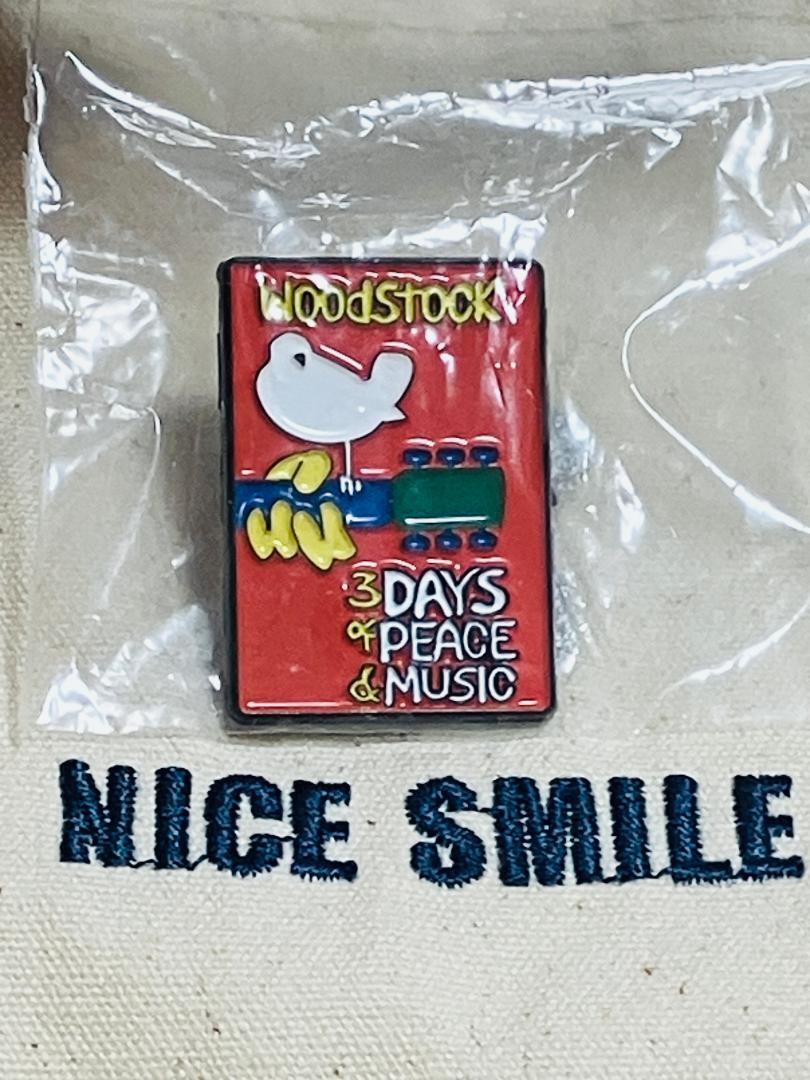 WOODSTOCK
3 DAYS
of PEACE
& MUSIC
NICE SMILE